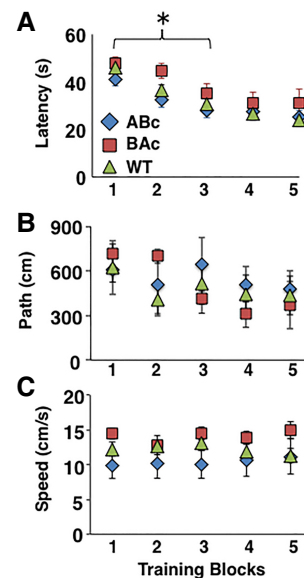 A
*
60
40
20
0
Latency (s)
ABc
BAc
WT
1 2 3 4 5
B
900
600
300
0
Path (cm)
1 2 3 4 5
C
20
15
10
5
0
Speed (cm/s)
1 2 3 4 5
Training Blocks